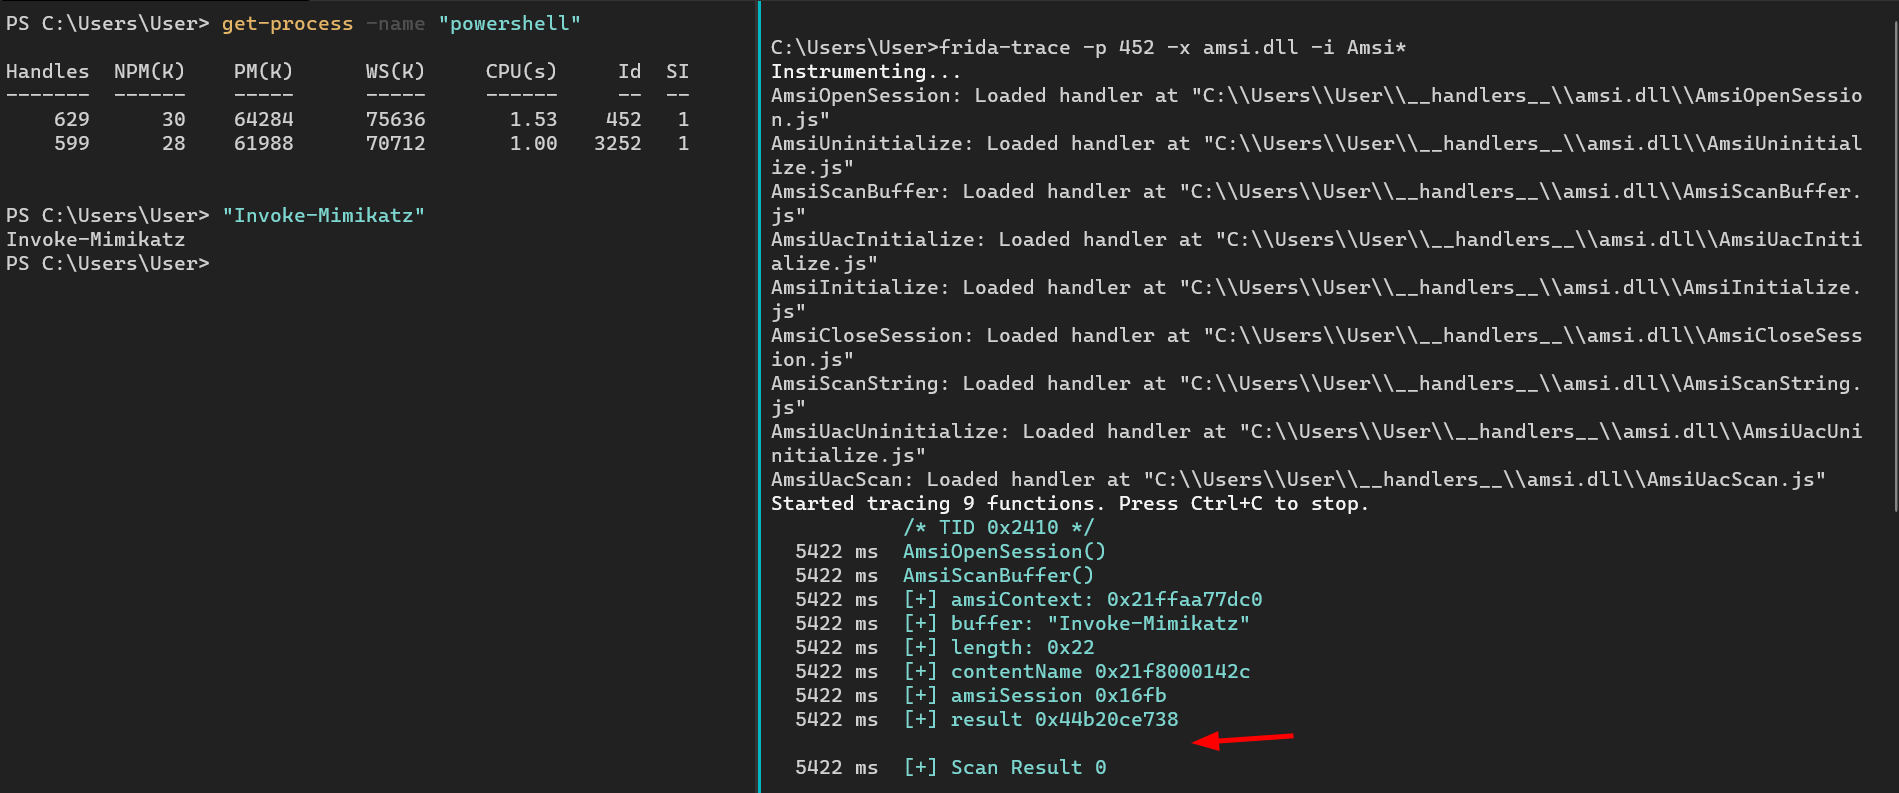 PS C:\Users\User> get-process -name "powershell"
Handles  NPM(K)    PM(K)      WS(K)     CPU(s)     Id  SI
-------  ------    -----      -----     ------     --  --
    629      30    64284      75636       1.53    452   1
    599      28    61988      70712       1.00   3252   1
PS C:\Users\User> "Invoke-Mimikatz"
Invoke-Mimikatz
PS C:\Users\User>
C:\Users\User>frida-trace -p 452 -x amsi.dll -i Amsi*
Instrumenting...
AmsiOpenSession: Loaded handler at "C:\\Users\\User\\__handlers__\\amsi.dll\\AmsiOpenSessio
n.js"
AmsiUninitialize: Loaded handler at "C:\\Users\\User\\__handlers__\\amsi.dll\\AmsiUninitial
ize.js"
AmsiScanBuffer: Loaded handler at "C:\\Users\\User\\__handlers__\\amsi.dll\\AmsiScanBuffer.
js"
AmsiUacInitialize: Loaded handler at "C:\\Users\\User\\__handlers__\\amsi.dll\\AmsiUacIniti
alize.js"
AmsiInitialize: Loaded handler at "C:\\Users\\User\\__handlers__\\amsi.dll\\AmsiInitialize.
js"
AmsiCloseSession: Loaded handler at "C:\\Users\\User\\__handlers__\\amsi.dll\\AmsiCloseSess
ion.js"
AmsiScanString: Loaded handler at "C:\\Users\\User\\__handlers__\\amsi.dll\\AmsiScanString.
js"
AmsiUacUninitialize: Loaded handler at "C:\\Users\\User\\__handlers__\\amsi.dll\\AmsiUacUni
nitialize.js"
AmsiUacScan: Loaded handler at "C:\\Users\\User\\__handlers__\\amsi.dll\\AmsiUacScan.js"
Started tracing 9 functions. Press Ctrl+C to stop.
           /* TID 0x2410 */
  5422 ms  AmsiOpenSession()
  5422 ms  AmsiScanBuffer()
  5422 ms  [+] amsiContext: 0x21ffaa77dc0
  5422 ms  [+] buffer: "Invoke-Mimikatz"
  5422 ms  [+] length: 0x22
  5422 ms  [+] contentName 0x21f8000142c
  5422 ms  [+] amsiSession 0x16fb
  5422 ms  [+] result 0x44b20ce738
  5422 ms  [+] Scan Result 0